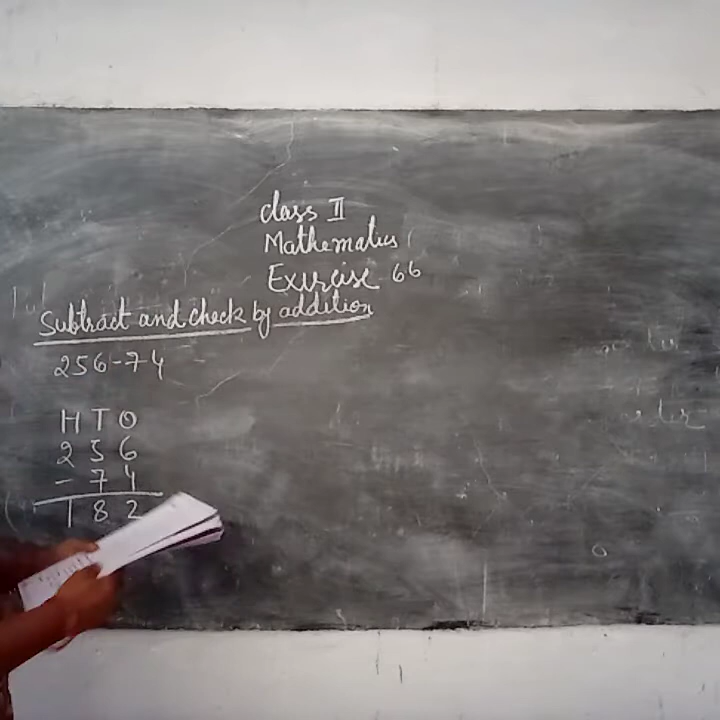 Class II
Mathematics
Exercise 66
Subtract and check by addition
256-74
H T O
2 5 6
- 7 4
1 8 2